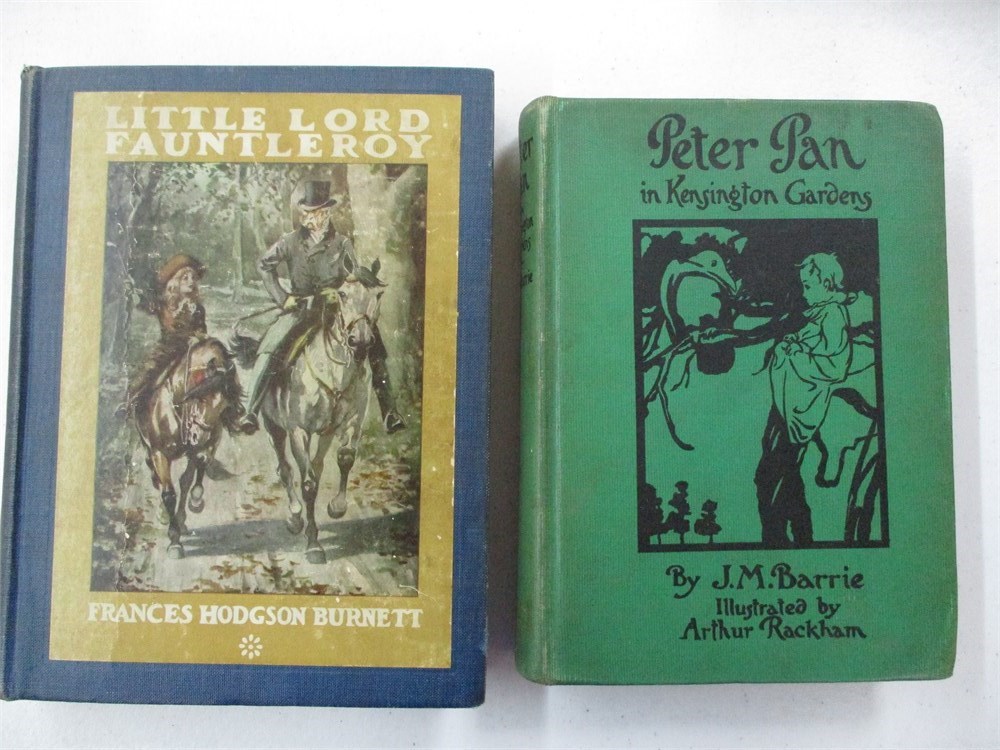 LITTLE LORD
FAUNTLEROY
FRANCES HODGSON BURNETT
Peter Pan
in Kensington Gardens
By J.M. Barrie
Illustrated by
Arthur Rackham